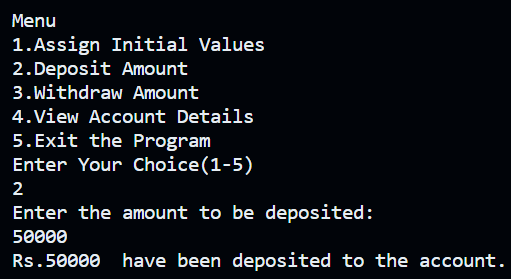 Menu
1.Assign Initial Values
2.Deposit Amount
3.Withdraw Amount
4.View Account Details
5.Exit the Program
Enter Your Choice(1-5)
2
Enter the amount to be deposited:
50000
Rs.50000  have been deposited to the account.